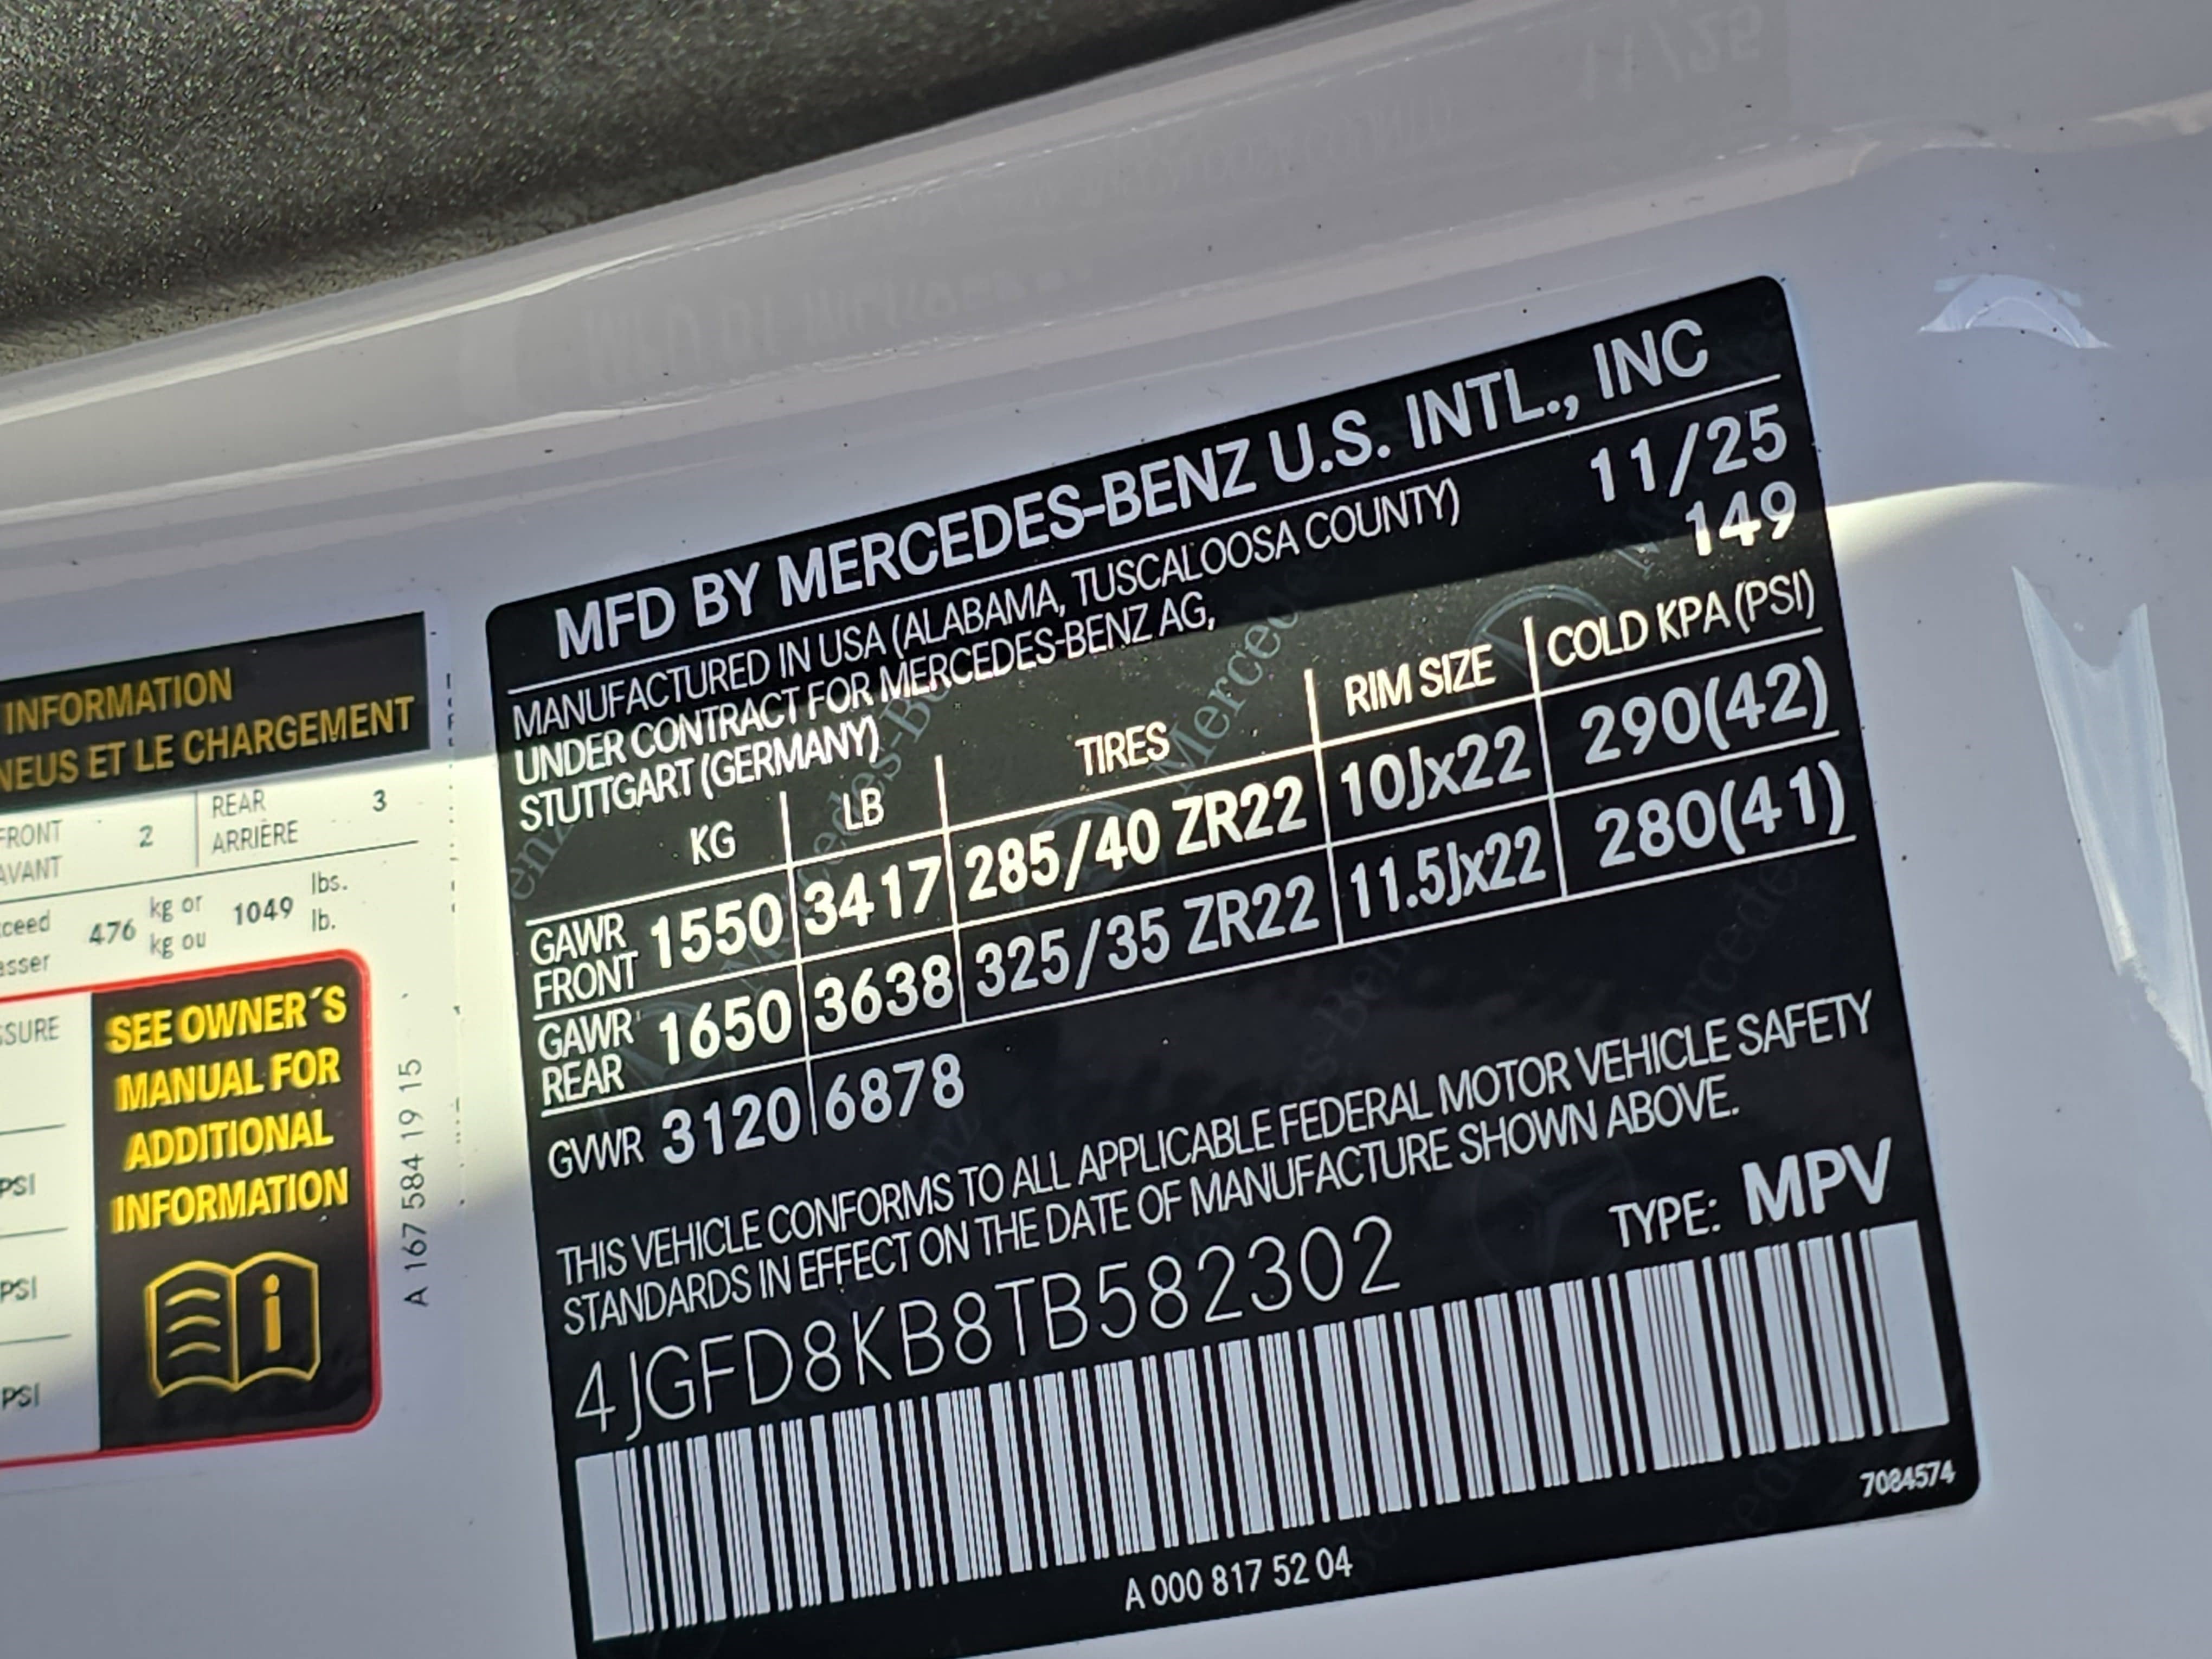 INFORMATION
NEUS ET LE CHARGEMENT
FRONT 2 REAR 3
AVANT ARRIÈRE
476 kg or 1049 lbs.
kg ou lb.
SEE OWNER´S
MANUAL FOR
ADDITIONAL
INFORMATION
PSI
PSI
PSI
A 167 584 19 15
MFD BY MERCEDES-BENZ U.S. INTL., INC
MANUFACTURED IN USA (ALABAMA, TUSCALOOSA COUNTY) 11/25
UNDER CONTRACT FOR MERCEDES-BENZ AG, 149
STUTTGART (GERMANY)
KG LB TIRES RIM SIZE COLD KPA (PSI)
GAWR FRONT 1550 3417 285/40 ZR22 10Jx22 290(42)
GAWR REAR 1650 3638 325/35 ZR22 11.5Jx22 280(41)
GVWR 3120 6878
THIS VEHICLE CONFORMS TO ALL APPLICABLE FEDERAL MOTOR VEHICLE SAFETY
STANDARDS IN EFFECT ON THE DATE OF MANUFACTURE SHOWN ABOVE.
4JGFD8KB8TB582302 TYPE: MPV
7084574
A 000 817 52 04